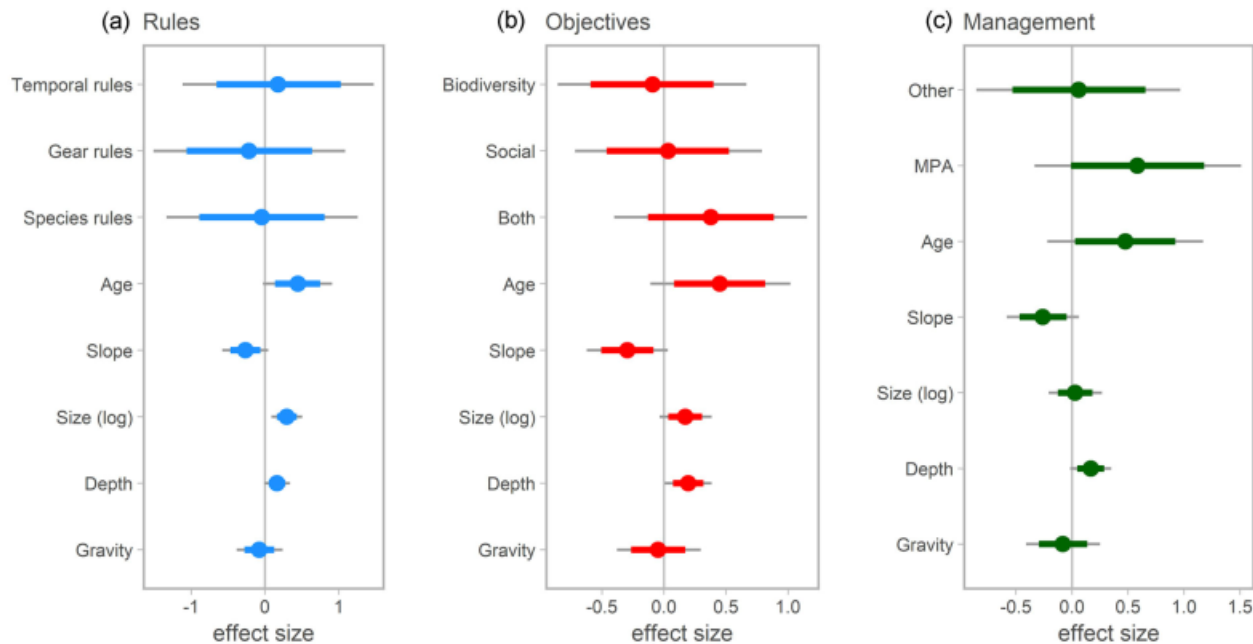 (a) Rules
Temporal rules
Gear rules
Species rules
Age
Slope
Size (log)
Depth
Gravity
-1 0 1
effect size
(b) Objectives
Biodiversity
Social
Both
Age
Slope
Size (log)
Depth
Gravity
-0.5 0.0 0.5 1.0
effect size
(c) Management
Other
MPA
Age
Slope
Size (log)
Depth
Gravity
-0.5 0.0 0.5 1.0 1.5
effect size